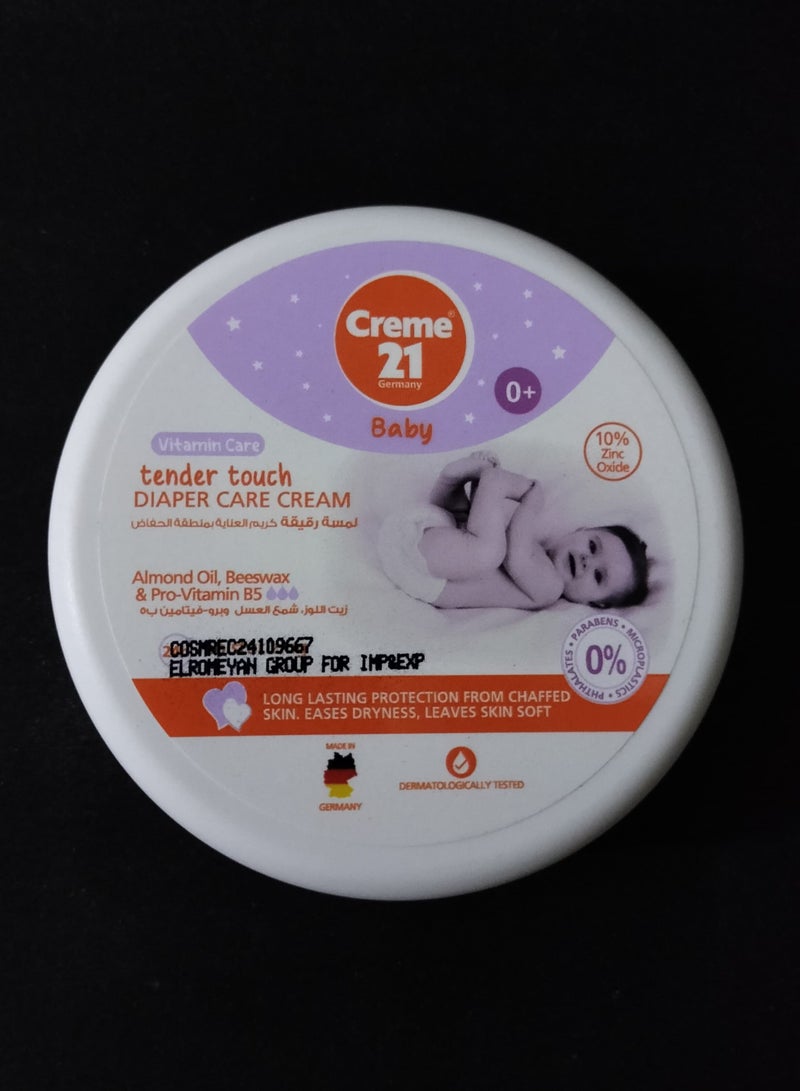 Creme®
21
Germany
0+
Baby
10%
Zinc
Oxide
Vitamin Care
tender touch
DIAPER CARE CREAM
لمسة رقيقة كريم العناية بمنطقة الحفاض
Almond Oil, Beeswax
& Pro-Vitamin B5
زيت اللوز، شمع العسل وبرو-فيتامين ب٥
COSMREC24109667
ELROMEYAN GROUP FOR IMP&EXP
PARABENS • MICROPLASTICS • PHTHALATES •
0%
LONG LASTING PROTECTION FROM CHAFFED
SKIN. EASES DRYNESS, LEAVES SKIN SOFT
MADE IN
GERMANY
DERMATOLOGICALLY TESTED